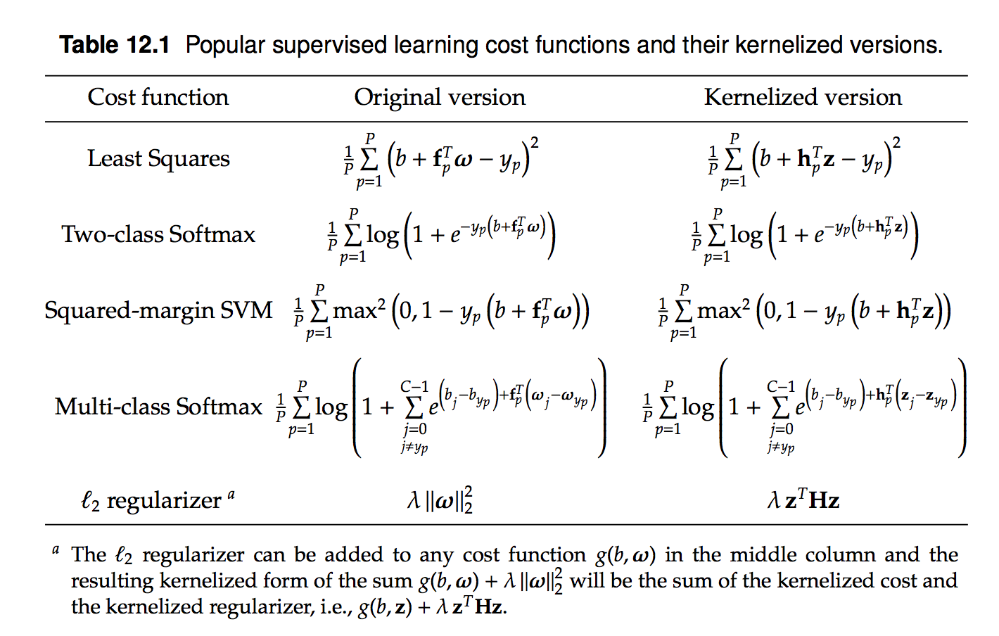 Table 12.1 Popular supervised learning cost functions and their kernelized versions.
Cost function Original version Kernelized version
Least Squares $\frac{1}{P}\sum_{p=1}^{P}\left(b+\mathbf{f}_p^T\boldsymbol{\omega}-y_p\right)^2$ $\frac{1}{P}\sum_{p=1}^{P}\left(b+\mathbf{h}_p^T\mathbf{z}-y_p\right)^2$
Two-class Softmax $\frac{1}{P}\sum_{p=1}^{P}\log\left(1+e^{-y_p\left(b+\mathbf{f}_p^T\boldsymbol{\omega}\right)}\right)$ $\frac{1}{P}\sum_{p=1}^{P}\log\left(1+e^{-y_p\left(b+\mathbf{h}_p^T\mathbf{z}\right)}\right)$
Squared-margin SVM $\frac{1}{P}\sum_{p=1}^{P}\max^2\left(0,1-y_p\left(b+\mathbf{f}_p^T\boldsymbol{\omega}\right)\right)$ $\frac{1}{P}\sum_{p=1}^{P}\max^2\left(0,1-y_p\left(b+\mathbf{h}_p^T\mathbf{z}\right)\right)$
Multi-class Softmax $\frac{1}{P}\sum_{p=1}^{P}\log\left(1+\sum_{\substack{j=0\\j\neq y_p}}^{C-1}e^{\left(b_j-b_{y_p}\right)+\mathbf{f}_p^T\left(\boldsymbol{\omega}_j-\boldsymbol{\omega}_{y_p}\right)}\right)$ $\frac{1}{P}\sum_{p=1}^{P}\log\left(1+\sum_{\substack{j=0\\j\neq y_p}}^{C-1}e^{\left(b_j-b_{y_p}\right)+\mathbf{h}_p^T\left(\mathbf{z}_j-\mathbf{z}_{y_p}\right)}\right)$
$\ell_2$ regularizer $^a$ $\lambda\|\boldsymbol{\omega}\|_2^2$ $\lambda\,\mathbf{z}^T\mathbf{H}\mathbf{z}$
$^a$ The $\ell_2$ regularizer can be added to any cost function $g(b,\boldsymbol{\omega})$ in the middle column and the
resulting kernelized form of the sum $g(b,\boldsymbol{\omega})+\lambda\|\boldsymbol{\omega}\|_2^2$ will be the sum of the kernelized cost and
the kernelized regularizer, i.e., $g(b,\mathbf{z})+\lambda\,\mathbf{z}^T\mathbf{H}\mathbf{z}$.